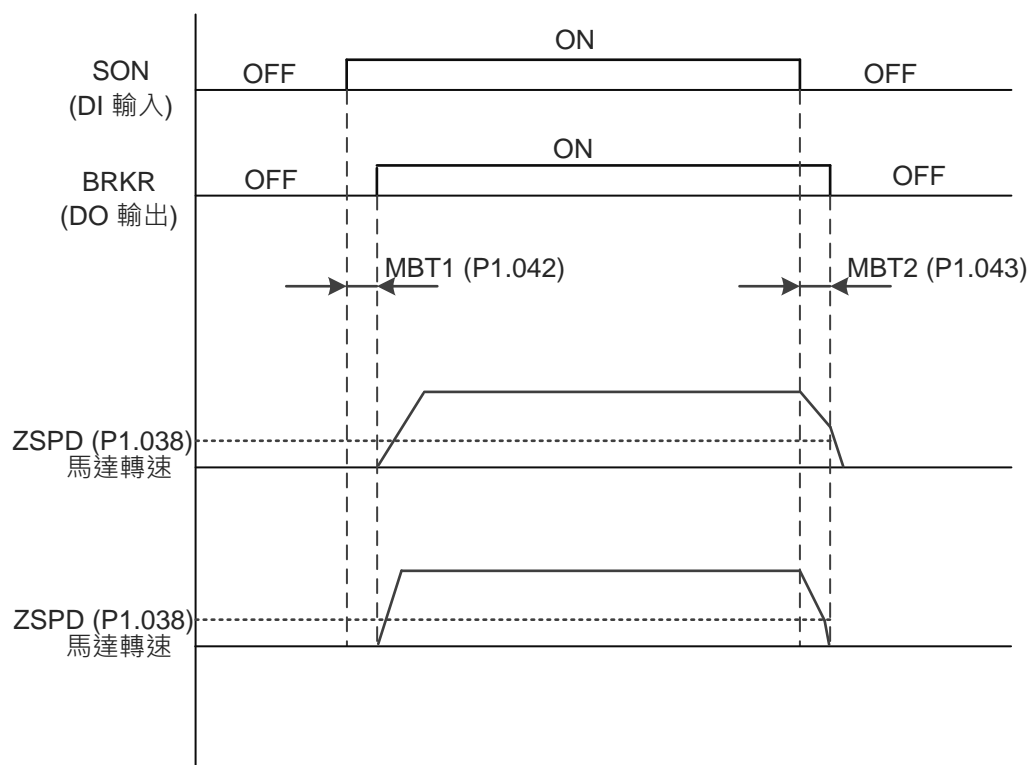 ON
SON
(DI 輸入)
OFF
OFF
ON
BRKR
(DO 輸出)
OFF
OFF
MBT1 (P1.042)
MBT2 (P1.043)
ZSPD (P1.038)
馬達轉速
ZSPD (P1.038)
馬達轉速